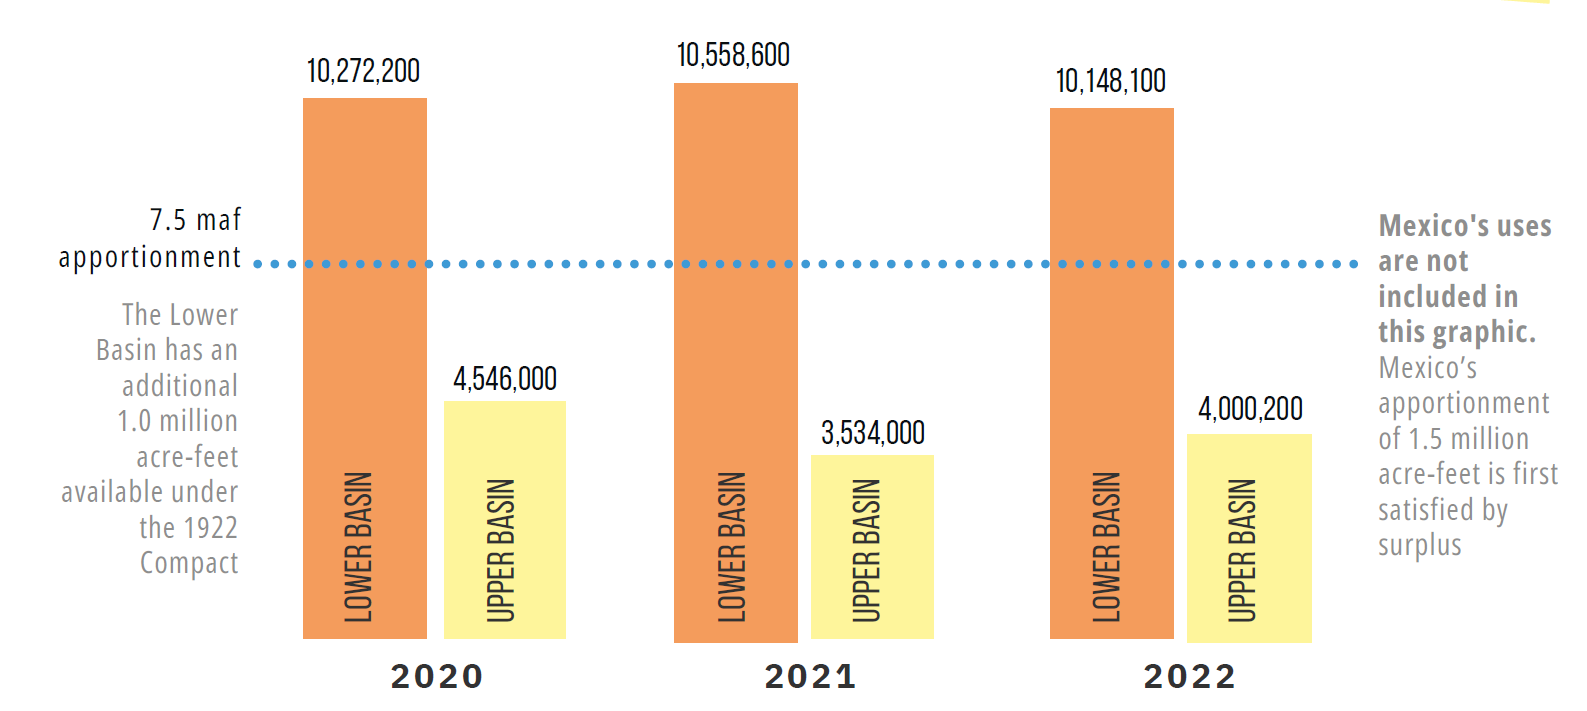 10,272,200
10,558,600
10,148,100
7.5 maf
apportionment
The Lower
Basin has an
additional
1.0 million
acre-feet
available under
the 1922
Compact
4,546,000
3,534,000
4,000,200
LOWER BASIN
UPPER BASIN
LOWER BASIN
UPPER BASIN
LOWER BASIN
UPPER BASIN
2020
2021
2022
Mexico's uses
are not
included in
this graphic.
Mexico’s
apportionment
of 1.5 million
acre-feet is first
satisfied by
surplus